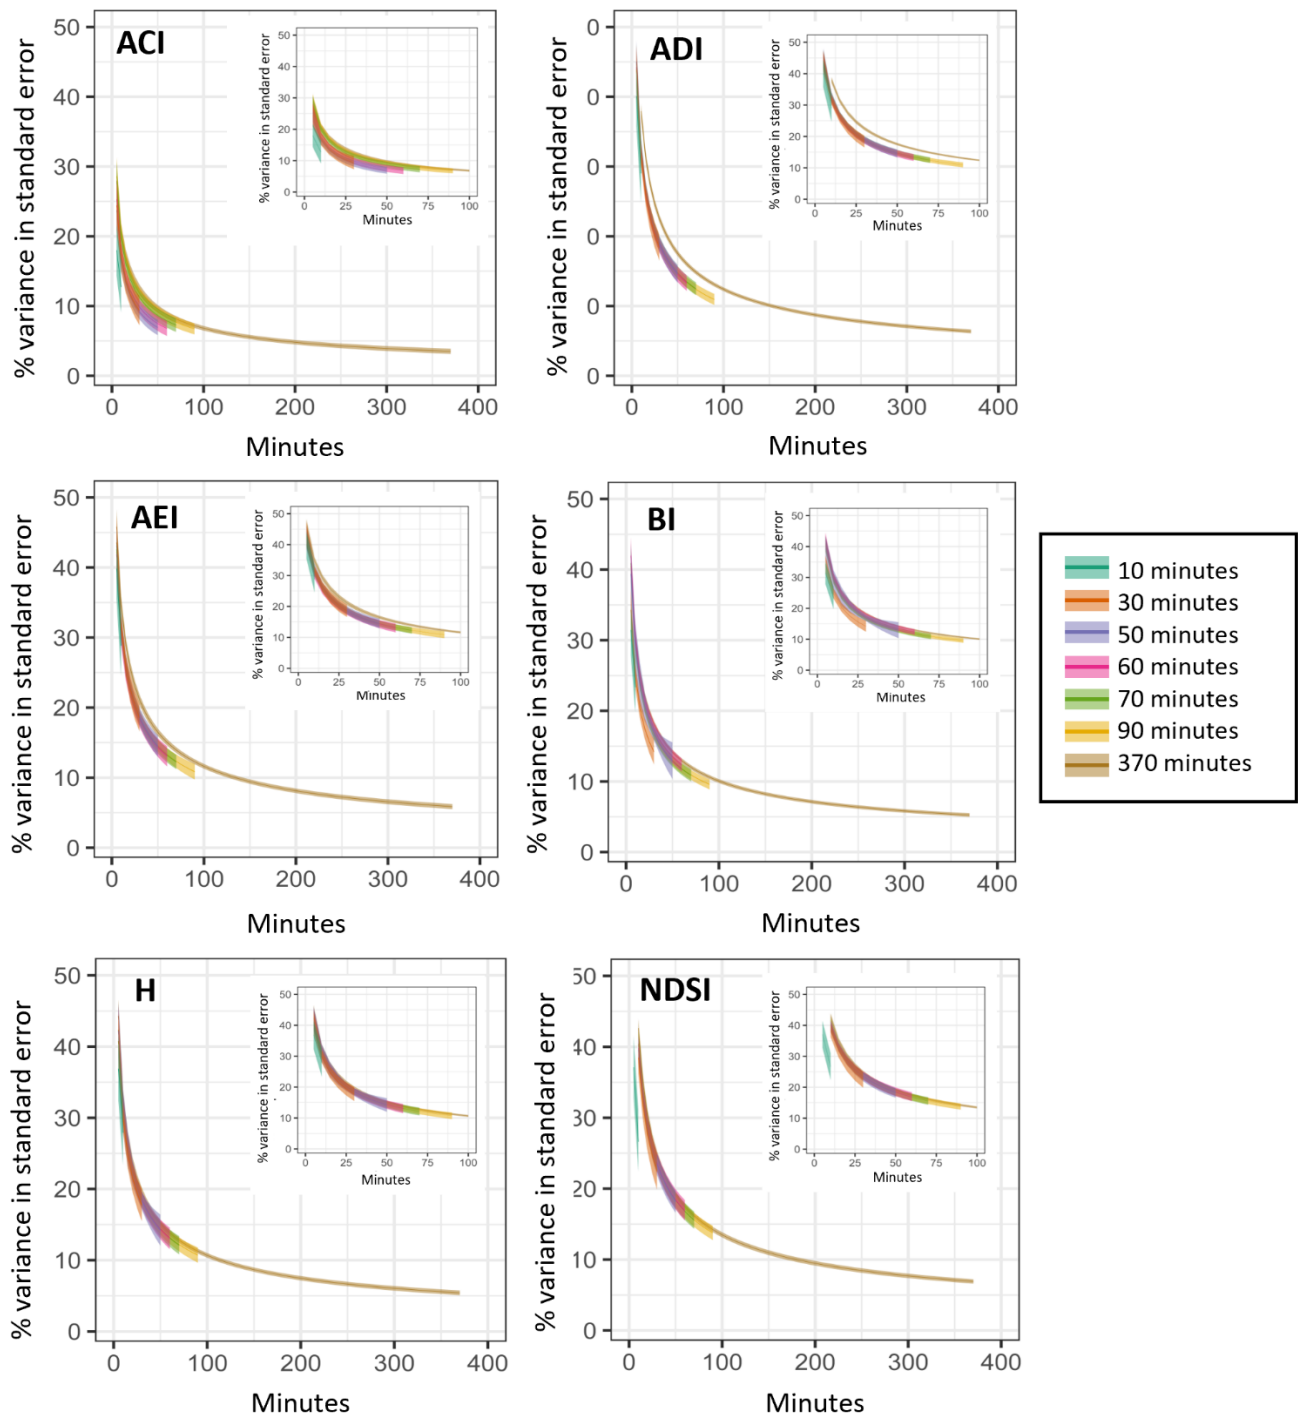 ACI
% variance in standard error
50
40
30
20
10
0
0 100 200 300 400
Minutes
% variance in standard error
50
40
30
20
10
0
0 25 50 75 100
Minutes
ADI
% variance in standard error
0
0
0
0
0
0
0 100 200 300 400
Minutes
% variance in standard error
50
40
30
20
10
0
0 25 50 75 100
Minutes
AEI
% variance in standard error
50
40
30
20
10
0
0 100 200 300 400
Minutes
% variance in standard error
50
40
30
20
10
0
0 25 50 75 100
Minutes
BI
% variance in standard error
50
40
30
20
10
0
0 100 200 300 400
Minutes
% variance in standard error
50
40
30
20
10
0
0 25 50 75 100
Minutes
10 minutes
30 minutes
50 minutes
60 minutes
70 minutes
90 minutes
370 minutes
H
% variance in standard error
50
40
30
20
10
0
0 100 200 300 400
Minutes
% variance in standard error
50
40
30
20
10
0
0 25 50 75 100
Minutes
NDSI
% variance in standard error
50
40
30
20
10
0
0 100 200 300 400
Minutes
% variance in standard error
50
40
30
20
10
0
0 25 50 75 100
Minutes